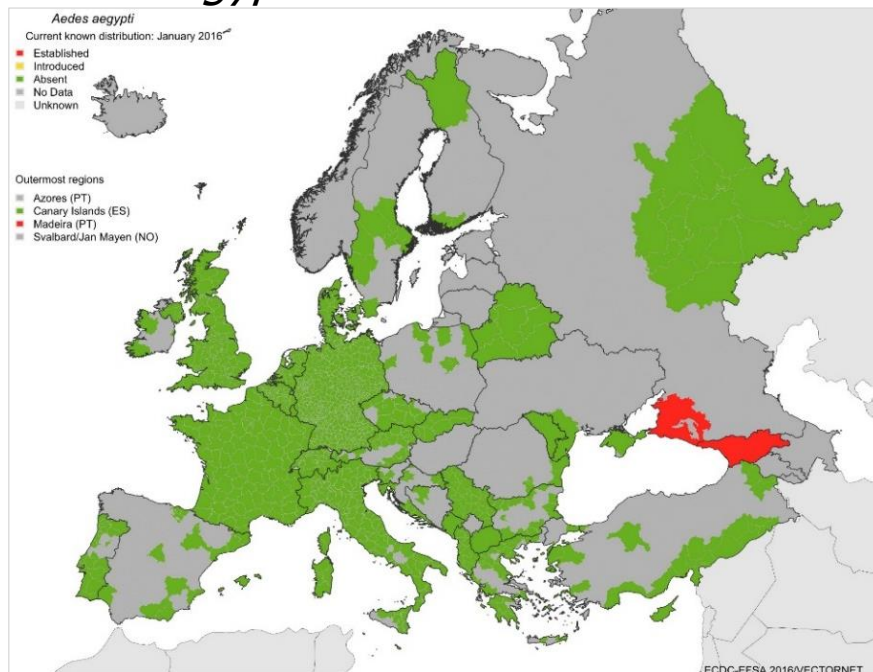 Aedes aegypti
Current known distribution: January 2016
Established
Introduced
Absent
No Data
Unknown
Outermost regions
Azores (PT)
Canary Islands (ES)
Madeira (PT)
Svalbard/Jan Mayen (NO)
ECDC-EFSA 2016/VECTORNET